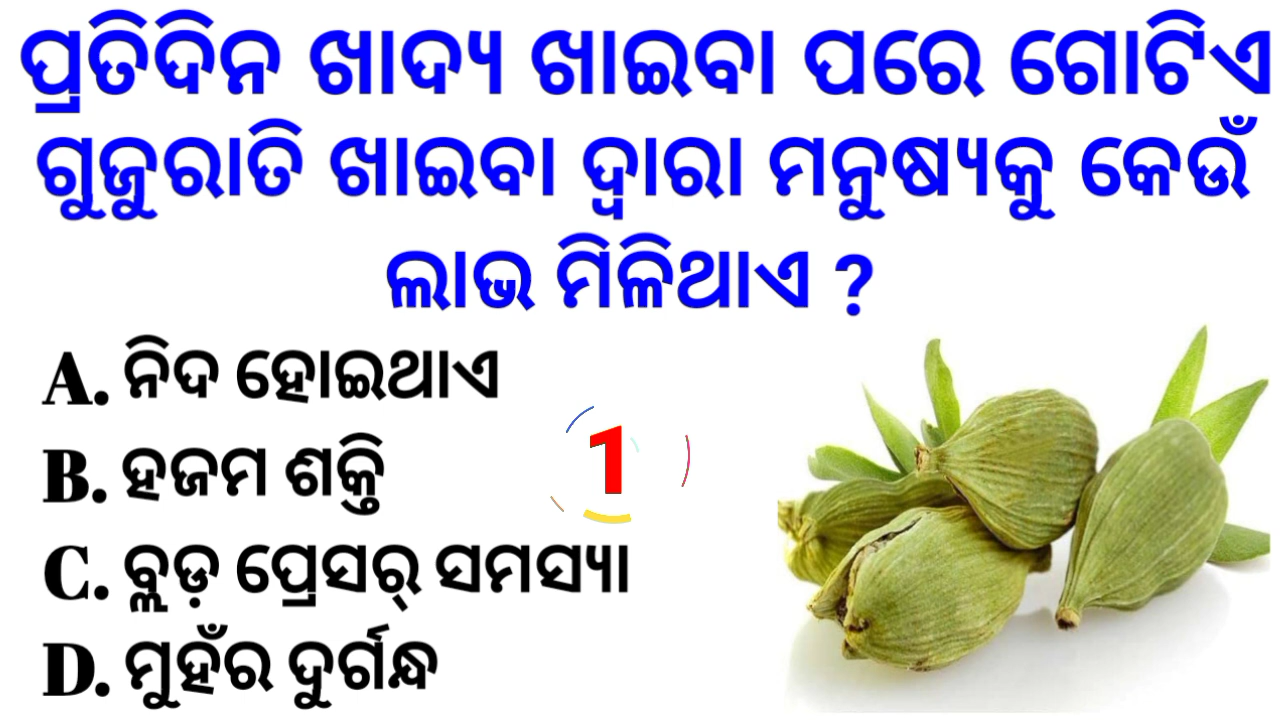 ପ୍ରତିଦିନ ଖାଦ୍ୟ ଖାଇବା ପରେ ଗୋଟିଏ
ଗୁଜୁରାତି ଖାଇବା ଦ୍ୱାରା ମନୁଷ୍ୟକୁ କେଉଁ
ଲାଭ ମିଳିଥାଏ ?
A. ନିଦ ହୋଇଥାଏ
B. ହଜମ ଶକ୍ତି
1
C. ବ୍ଲଡ଼ ପ୍ରେସର୍ ସମସ୍ୟା
D. ମୁହଁର ଦୁର୍ଗନ୍ଧ